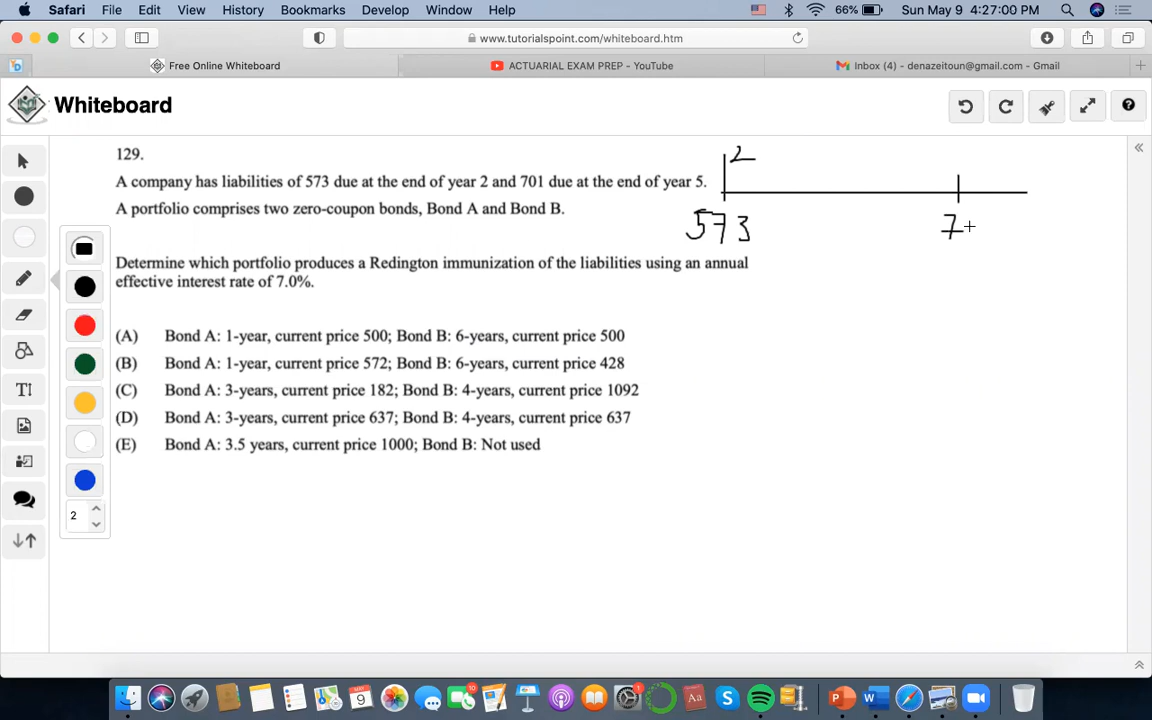 Safari File Edit View History Bookmarks Develop Window Help 66% Sun May 9 4:27:00 PM
www.tutorialspoint.com/whiteboard.htm
Free Online Whiteboard ACTUARIAL EXAM PREP - YouTube Inbox (4) - denazeitoun@gmail.com - Gmail
Whiteboard
129.
A company has liabilities of 573 due at the end of year 2 and 701 due at the end of year 5.
A portfolio comprises two zero-coupon bonds, Bond A and Bond B.
2
573 7
Determine which portfolio produces a Redington immunization of the liabilities using an annual
effective interest rate of 7.0%.
(A) Bond A: 1-year, current price 500; Bond B: 6-years, current price 500
(B) Bond A: 1-year, current price 572; Bond B: 6-years, current price 428
(C) Bond A: 3-years, current price 182; Bond B: 4-years, current price 1092
(D) Bond A: 3-years, current price 637; Bond B: 4-years, current price 637
(E) Bond A: 3.5 years, current price 1000; Bond B: Not used
2